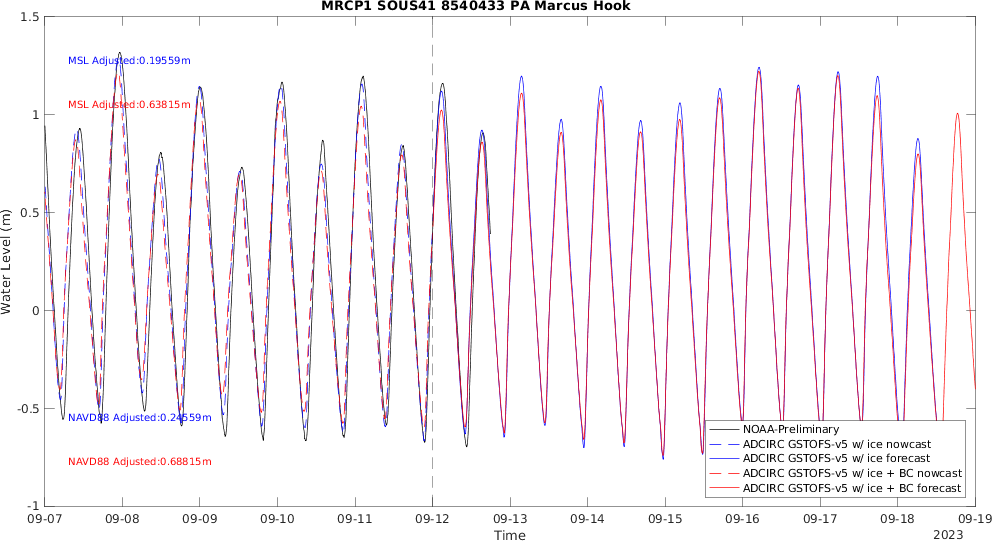 MRCP1 SOUS41 8540433 PA Marcus Hook
1.5
MSL Adjusted:0.19559m
MSL Adjusted:0.63815m
1
0.5
Water Level (m)
0
-0.5
NAVD88 Adjusted:0.24559m
NAVD88 Adjusted:0.68815m
NOAA-Preliminary
ADCIRC GSTOFS-v5 w/ ice nowcast
ADCIRC GSTOFS-v5 w/ ice forecast
ADCIRC GSTOFS-v5 w/ ice + BC nowcast
ADCIRC GSTOFS-v5 w/ ice + BC forecast
-1
09-07 09-08 09-09 09-10 09-11 09-12 09-13 09-14 09-15 09-16 09-17 09-18 09-19
Time
2023